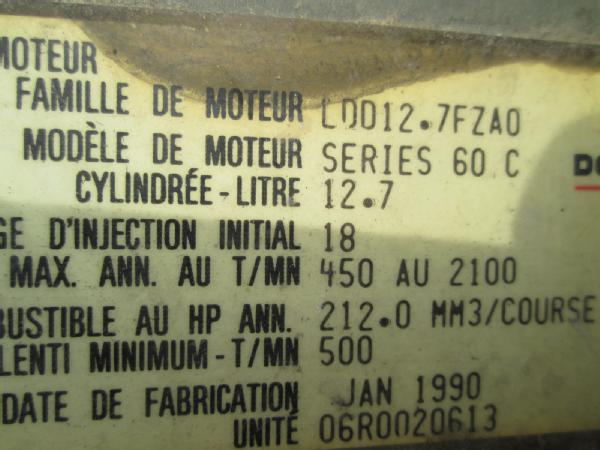 MOTEUR
FAMILLE DE MOTEUR LDD12.7FZA0
MODÈLE DE MOTEUR SERIES 60 C
CYLINDRÉE-LITRE 12.7
GE D'INJECTION INITIAL 18
MAX. ANN. AU T/MN 450 AU 2100
BUSTIBLE AU HP ANN. 212.0 MM3/COURSE
LENTI MINIMUM-T/MN 500
DATE DE FABRICATION JAN 1990
UNITÉ 06R0020613